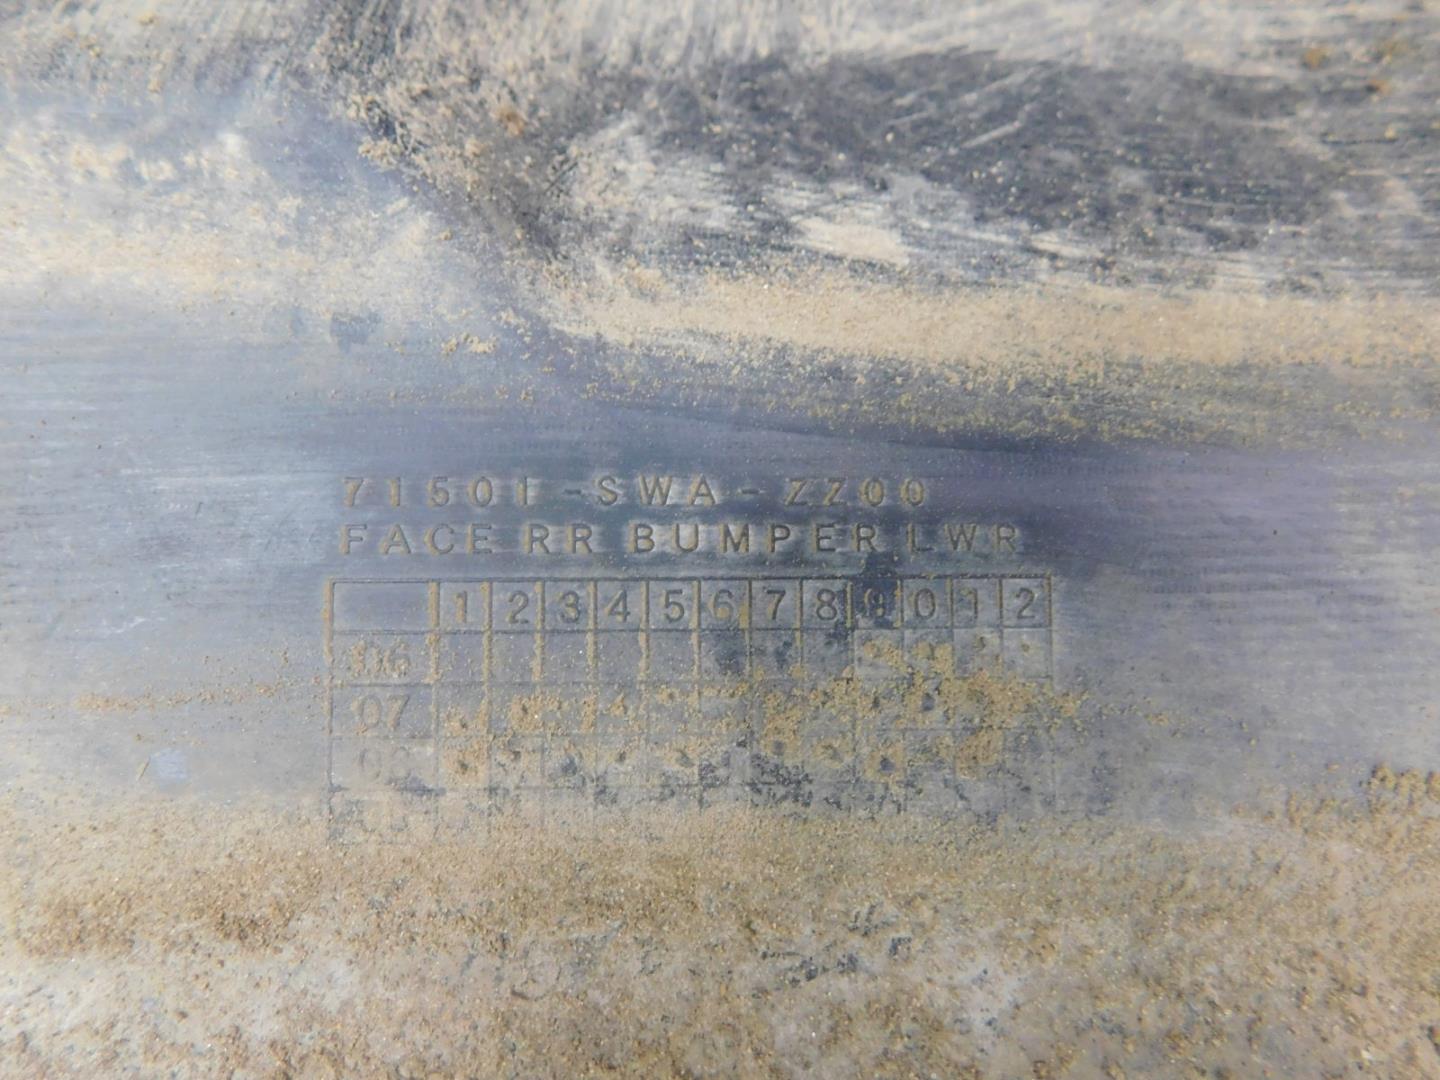 71501-SWA-ZZ00
FACE RR BUMPER LWR
1 2 3 4 5 6 7 8 9 0 1 2
06
07